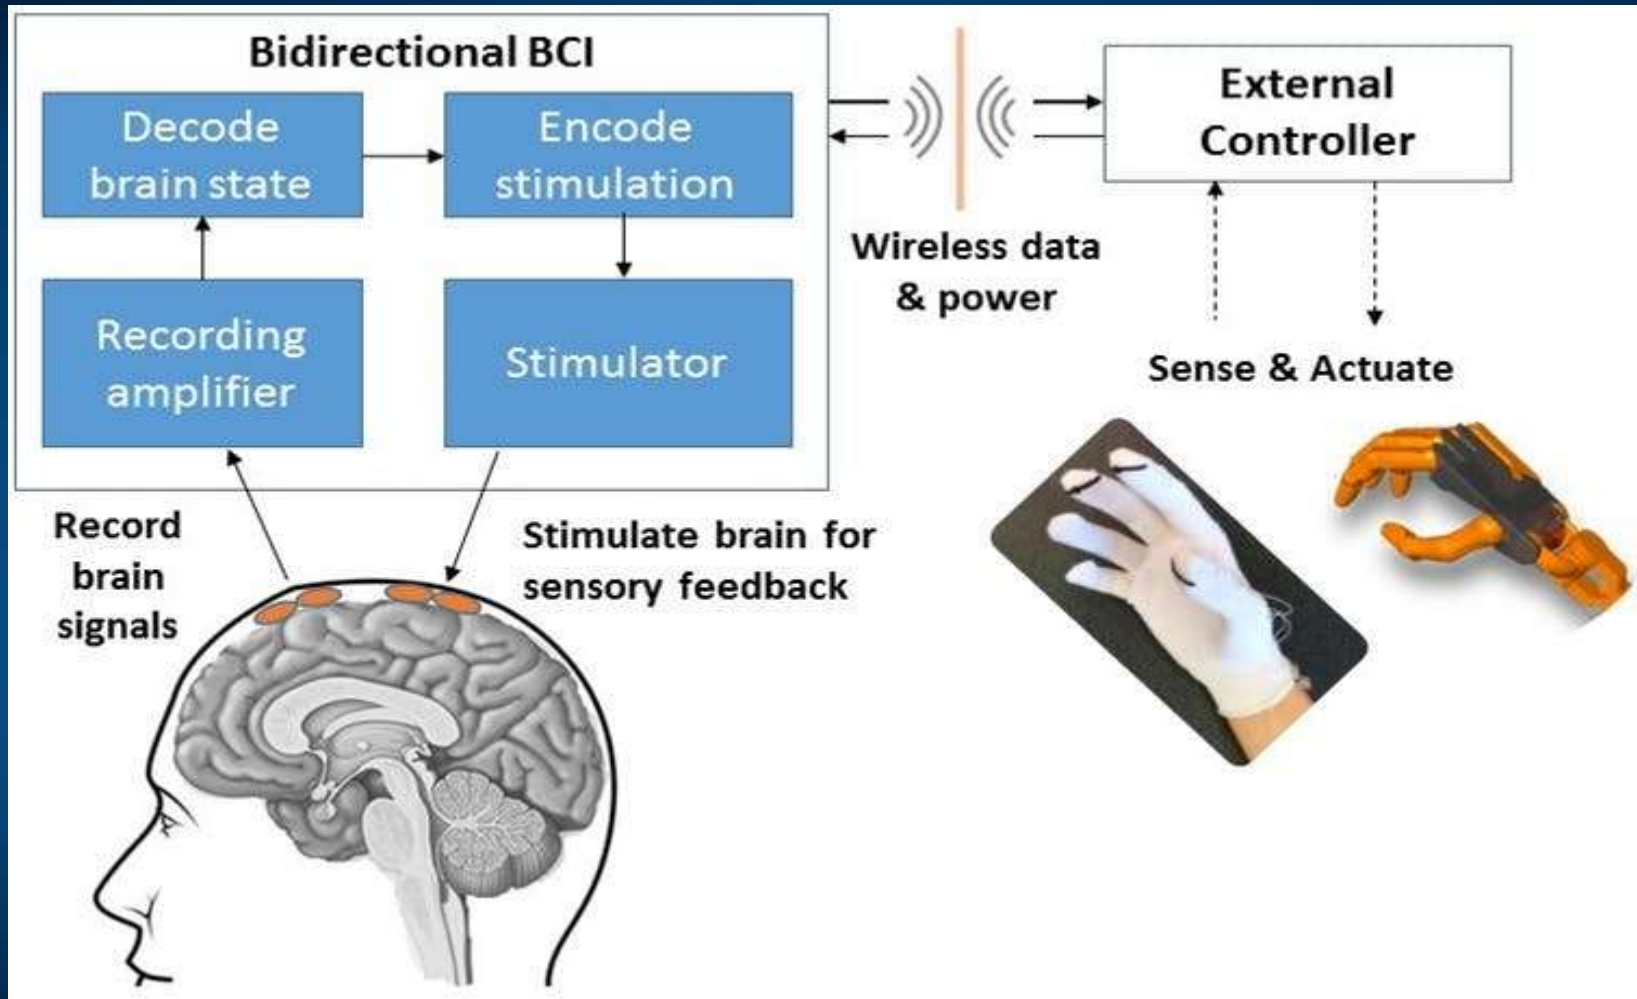 Bidirectional BCI
Decode
brain state
Encode
stimulation
Recording
amplifier
Stimulator
Wireless data
& power
External
Controller
Sense & Actuate
Record
brain
signals
Stimulate brain for
sensory feedback